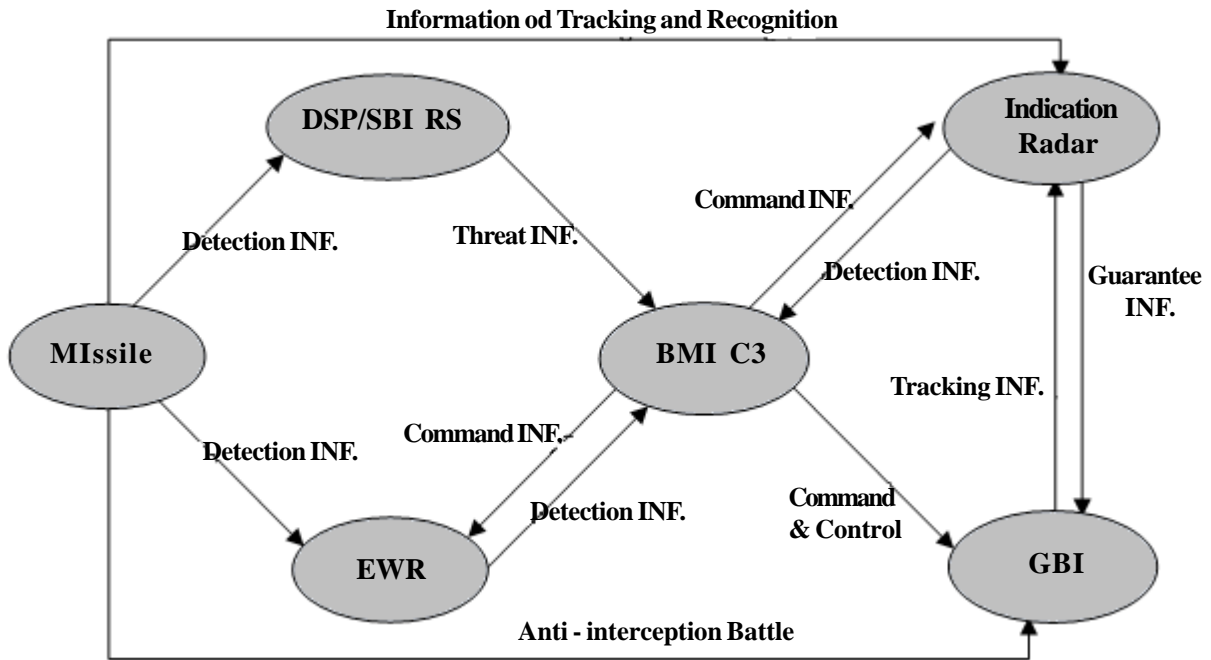 Information od Tracking and Recognition
DSP/SBI RS
Indication
Radar
Command INF.
Detection INF.
Threat INF.
Detection INF.
Guarantee
INF.
MIssile
BMI C3
Tracking INF.
Command INF.
Detection INF.
Detection INF.
Command
& Control
EWR
GBI
Anti - interception Battle